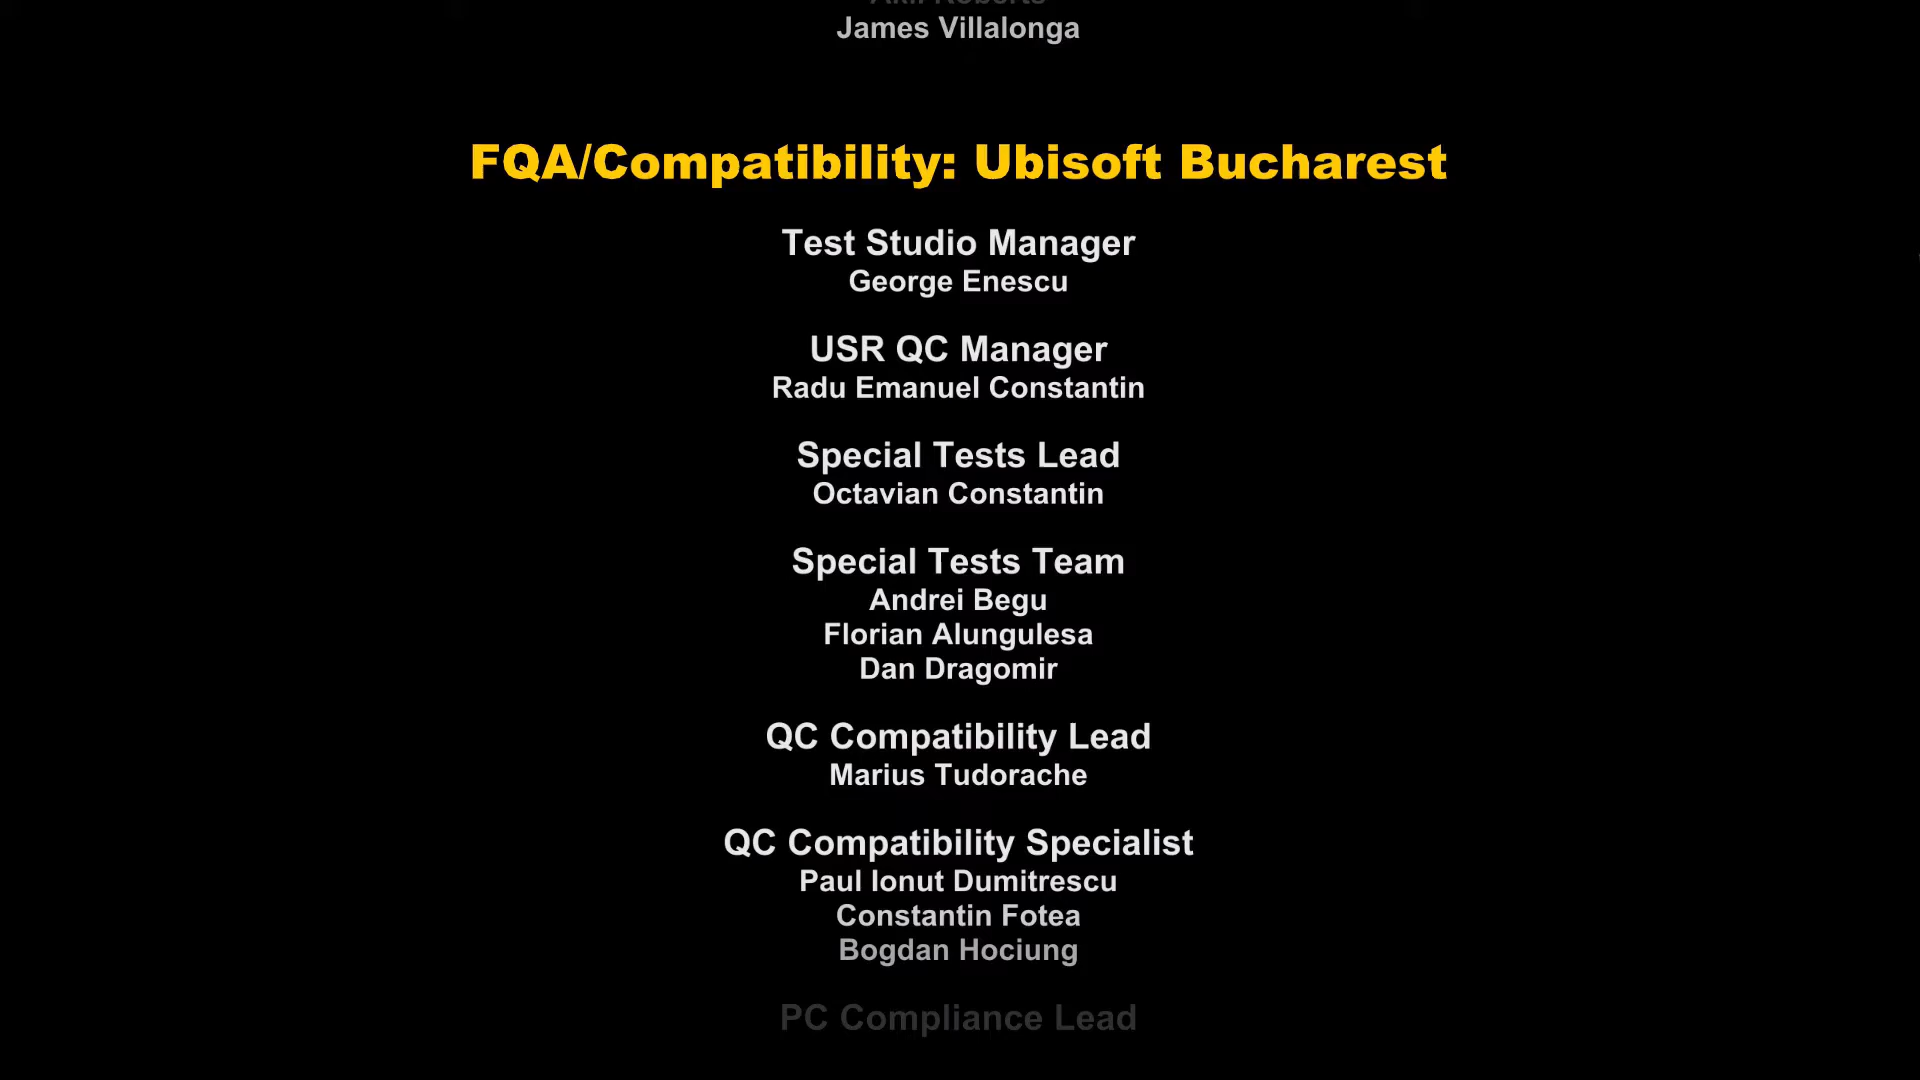 James Villalonga
FQA/Compatibility: Ubisoft Bucharest
Test Studio Manager
George Enescu
USR QC Manager
Radu Emanuel Constantin
Special Tests Lead
Octavian Constantin
Special Tests Team
Andrei Begu
Florian Alungulesa
Dan Dragomir
QC Compatibility Lead
Marius Tudorache
QC Compatibility Specialist
Paul Ionut Dumitrescu
Constantin Fotea
Bogdan Hociung
PC Compliance Lead